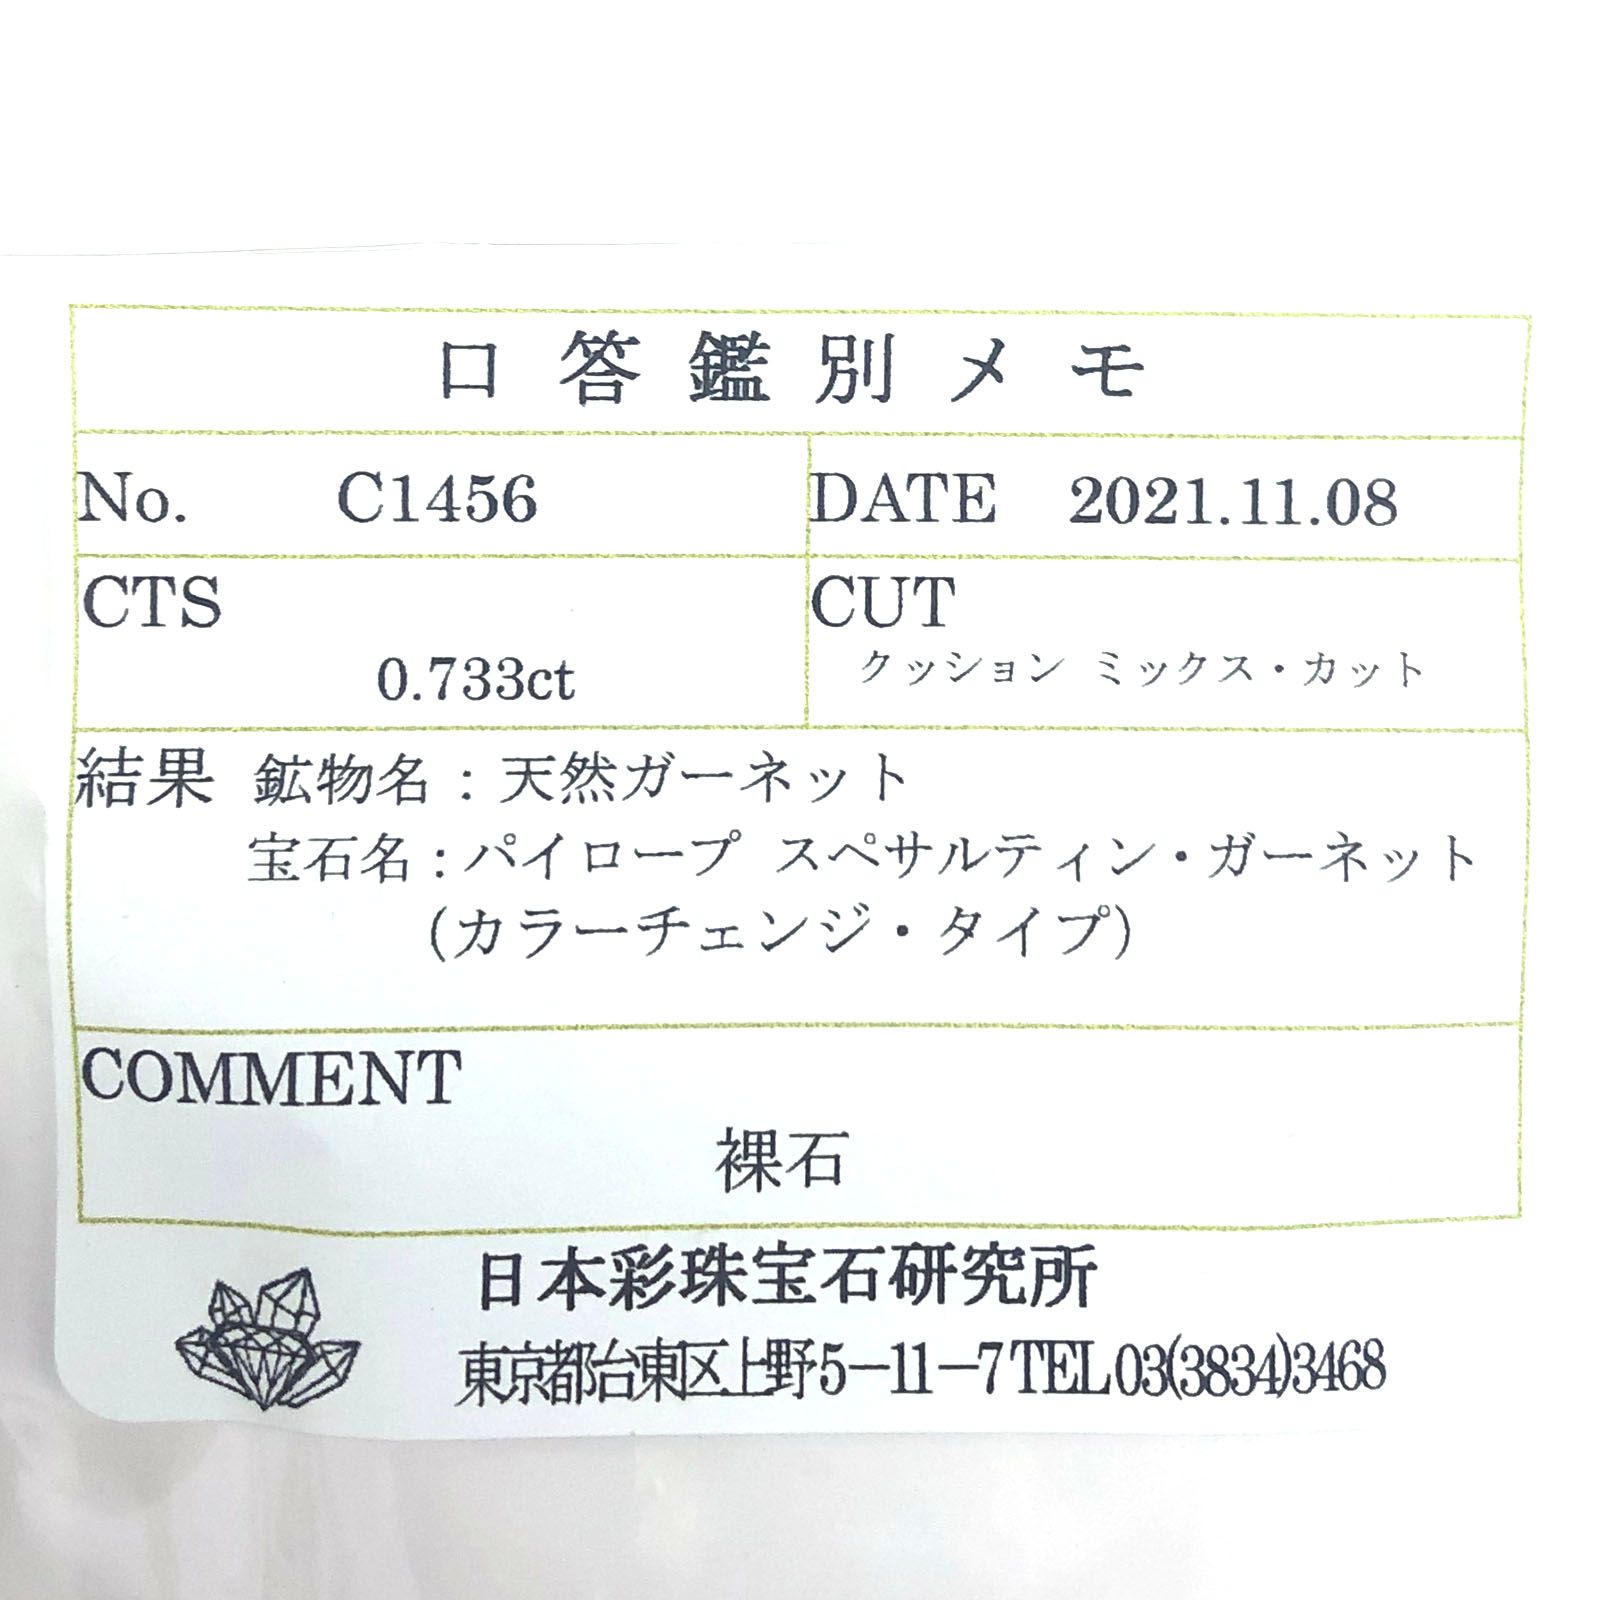 口答鑑別メモ
No. C1456 DATE 2021.11.08
CTS CUT
0.733ct クッション ミックス・カット
結果 鉱物名：天然ガーネット
宝石名：パイロープ スペサルティン・ガーネット
(カラーチェンジ・タイプ)
COMMENT
裸石
日本彩珠宝石研究所
東京都台東区上野5－11－7 TEL 03(3834)3468